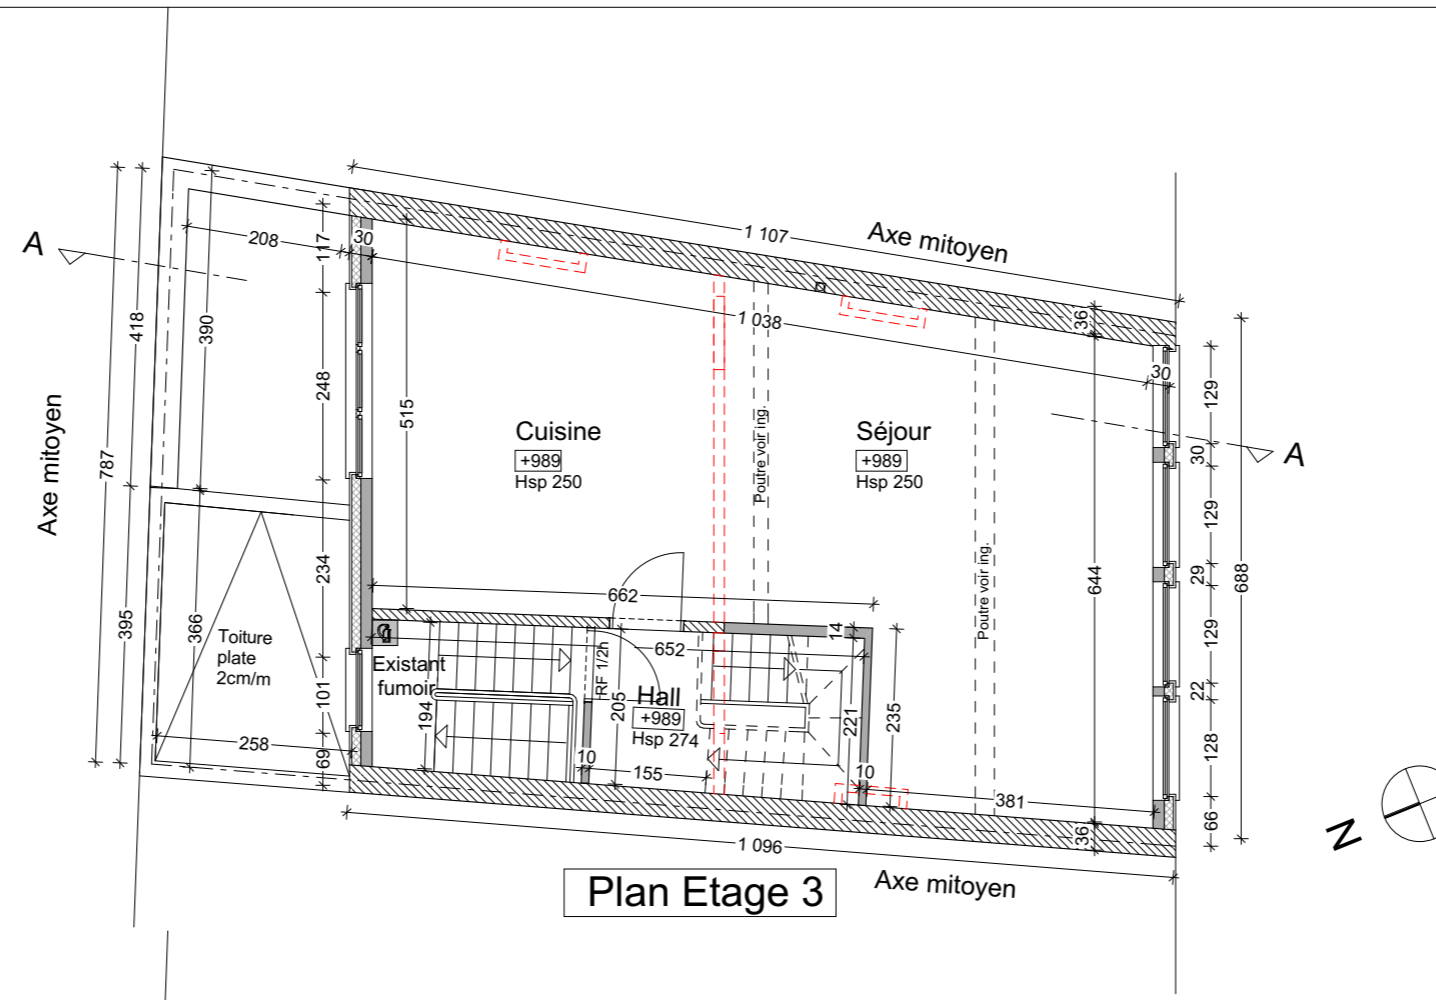 1 107
Axe mitoyen
A
208
30
117
418
390
1 038
36
30
129
787
Axe mitoyen
248
515
Cuisine
+989
Hsp 250
Poutre voir ing.
Séjour
+989
Hsp 250
A
30
129
234
644
29
688
662
Poutre voir ing.
395
366
Toiture
plate
2cm/m
Existant
fumoir
RF 1/2h
652
14
129
101
194
205
Hall
+989
Hsp 274
221
235
22
258
69
10
155
10
381
128
66
36
1 096
Axe mitoyen
N
Plan Etage 3